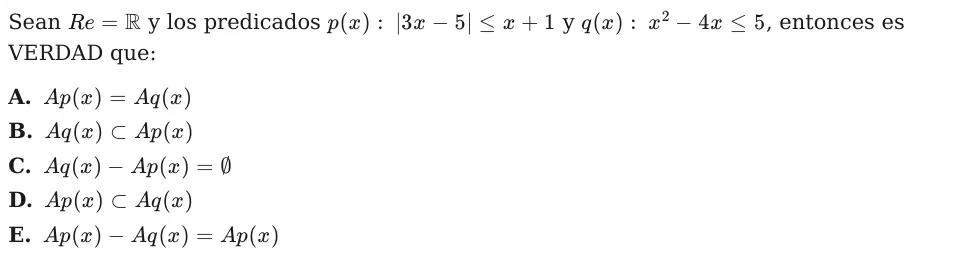 Sean Re = ℝ y los predicados p(x) : |3x − 5| ≤ x + 1 y q(x) : x² − 4x ≤ 5, entonces es
VERDAD que:
A. Ap(x) = Aq(x)
B. Aq(x) ⊂ Ap(x)
C. Aq(x) − Ap(x) = ∅
D. Ap(x) ⊂ Aq(x)
E. Ap(x) − Aq(x) = Ap(x)